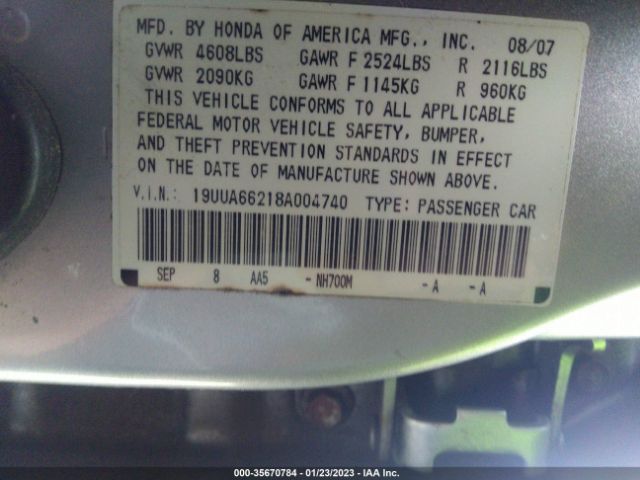 MFD. BY HONDA OF AMERICA MFG., INC. 08/07
GVWR 4608LBS GAWR F 2524LBS R 2116LBS
GVWR 2090KG GAWR F 1145KG R 960KG
THIS VEHICLE CONFORMS TO ALL APPLICABLE
FEDERAL MOTOR VEHICLE SAFETY, BUMPER,
AND THEFT PREVENTION STANDARDS IN EFFECT
ON THE DATE OF MANUFACTURE SHOWN ABOVE.
V.I.N.: 19UUA66218A004740 TYPE: PASSENGER CAR
SEP 8 AA5 -NH700M -A -A
000-35670784 - 01/23/2023 - IAA Inc.